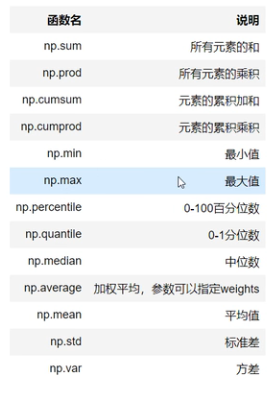 函数名 说明
np.sum 所有元素的和
np.prod 所有元素的乘积
np.cumsum 元素的累积加和
np.cumprod 元素的累积乘积
np.min 最小值
np.max 最大值
np.percentile 0-100百分位数
np.quantile 0-1分位数
np.median 中位数
np.average 加权平均，参数可以指定weights
np.mean 平均值
np.std 标准差
np.var 方差